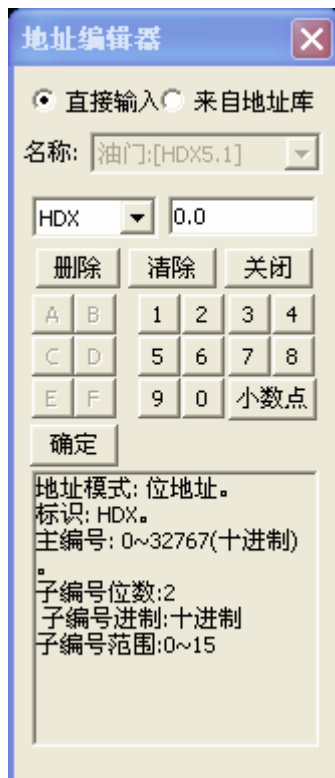 地址编辑器
直接输入 来自地址库
名称: 油门:[HDX5.1]
HDX 0.0
删除 清除 关闭
A B 1 2 3 4
C D 5 6 7 8
E F 9 0 小数点
确定
地址模式: 位地址。
标识: HDX。
主编号: 0~32767(十进制)
。
子编号位数:2
子编号进制:十进制
子编号范围:0~15